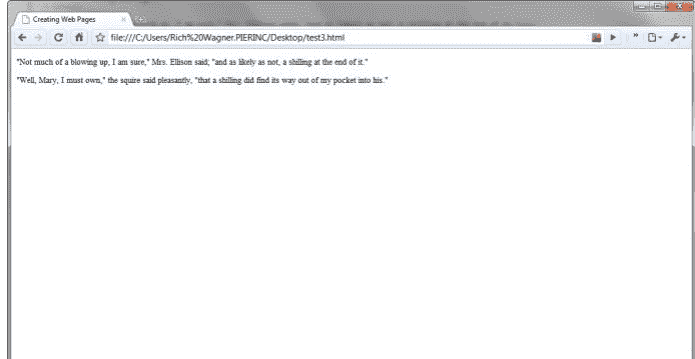 Creating Web Pages
file:///C:/Users/Rich%20Wagner.PIERINC/Desktop/test3.html
"Not much of a blowing up, I am sure," Mrs. Ellison said; "and as likely as not, a shilling at the end of it."
"Well, Mary, I must own," the squire said pleasantly, "that a shilling did find its way out of my pocket into his."